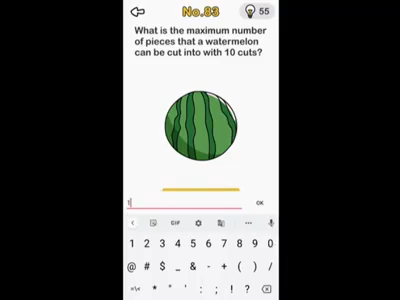 No.83
55
What is the maximum number
of pieces that a watermelon
can be cut into with 10 cuts?
1
OK
GIF
1 2 3 4 5 6 7 8 9 0
@ # $ _ & - + ( ) /
=\< * " ' : ; ! ?